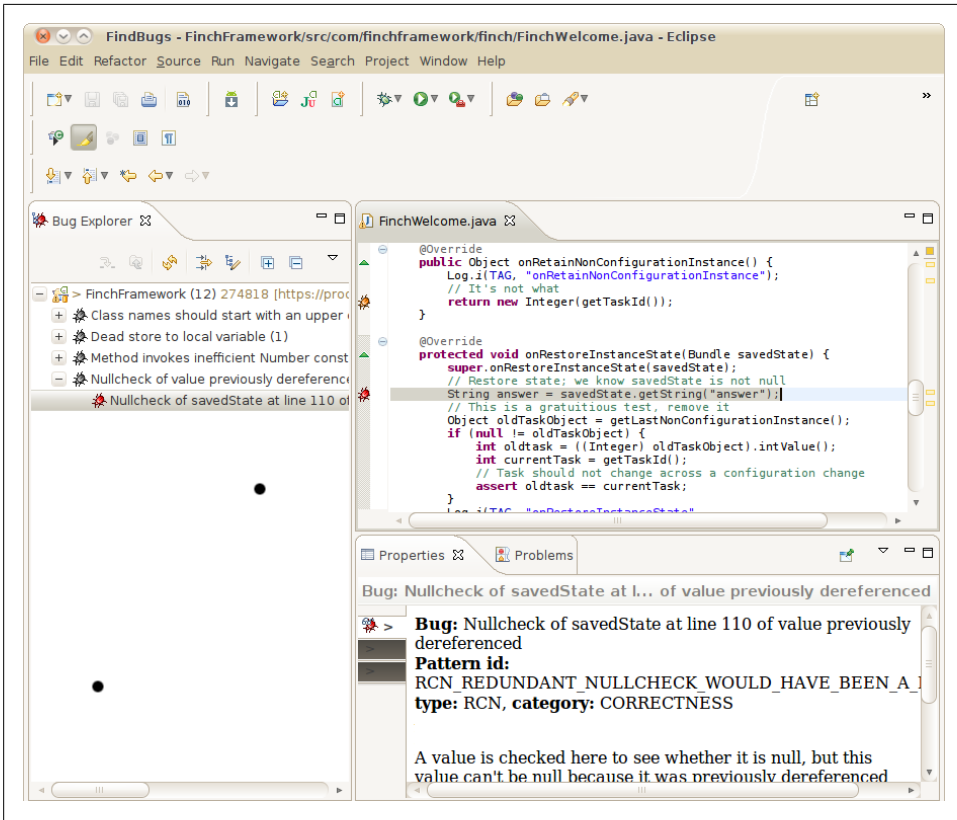 FindBugs - FinchFramework/src/com/finchframework/finch/FinchWelcome.java - Eclipse
File Edit Refactor Source Run Navigate Search Project Window Help
Bug Explorer
> FinchFramework (12) 274818 [https://proc
Class names should start with an upper
Dead store to local variable (1)
Method invokes inefficient Number const
Nullcheck of value previously dereference
Nullcheck of savedState at line 110 of
FinchWelcome.java
@Override
public Object onRetainNonConfigurationInstance() {
Log.i(TAG, "onRetainNonConfigurationInstance");
// It's not what
return new Integer(getTaskId());
}
@Override
protected void onRestoreInstanceState(Bundle savedState) {
super.onRestoreInstanceState(savedState);
// Restore state; we know savedState is not null
String answer = savedState.getString("answer");
// This is a gratuitious test, remove it
Object oldTaskObject = getLastNonConfigurationInstance();
if (null != oldTaskObject) {
int oldtask = ((Integer) oldTaskObject).intValue();
int currentTask = getTaskId();
// Task should not change across a configuration change
assert oldtask == currentTask;
}
Log.i(TAG, "onRestoreInstanceState"
Properties
Problems
Bug: Nullcheck of savedState at l... of value previously dereferenced
Bug: Nullcheck of savedState at line 110 of value previously
dereferenced
Pattern id:
RCN_REDUNDANT_NULLCHECK_WOULD_HAVE_BEEN_A_
type: RCN, category: CORRECTNESS
A value is checked here to see whether it is null, but this
value can't be null because it was previously dereferenced